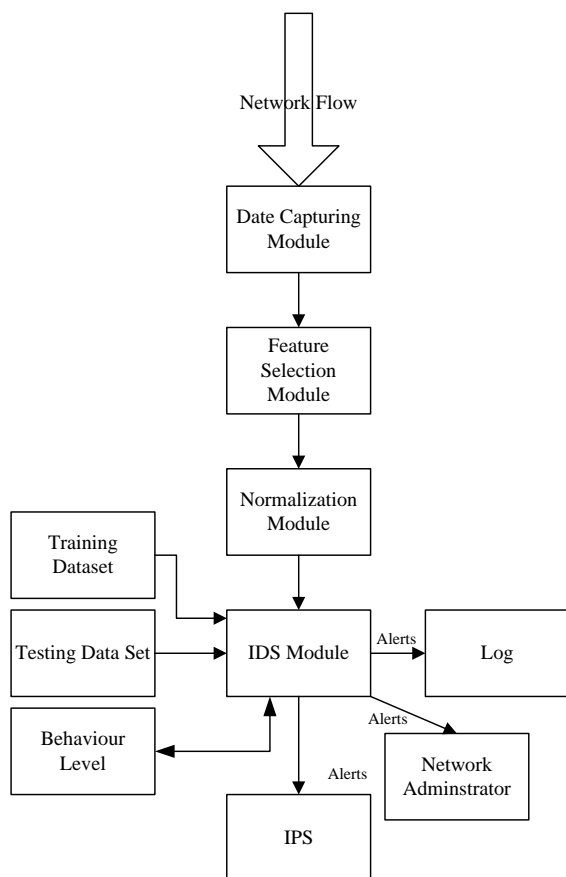 Network Flow
Date Capturing
Module
Feature
Selection
Module
Normalization
Module
Training
Dataset
Testing Data Set
IDS Module
Alerts
Log
Behaviour
Level
Alerts
Network
Adminstrator
Alerts
IPS